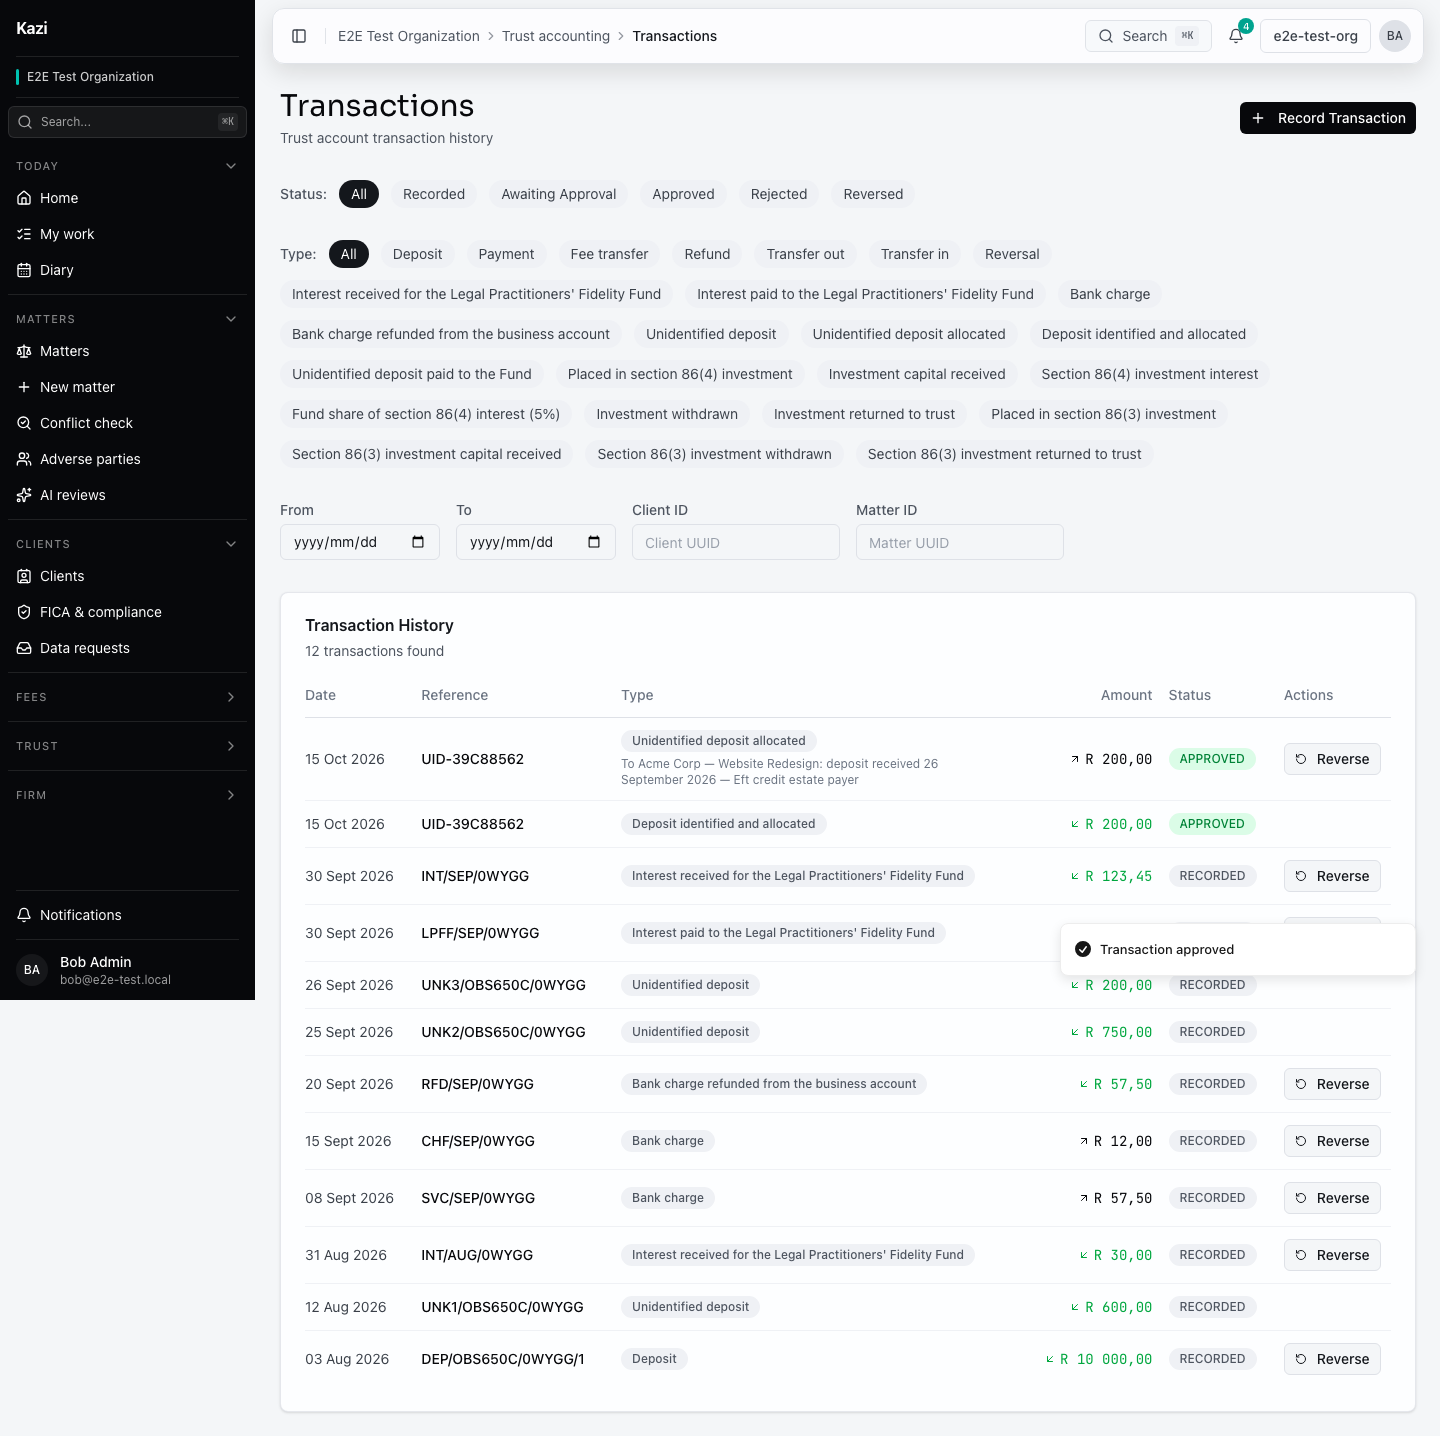 Kazi
E2E Test Organization
Search...
⌘K
TODAY
Home
My work
Diary
MATTERS
Matters
New matter
Conflict check
Adverse parties
AI reviews
CLIENTS
Clients
FICA & compliance
Data requests
FEES
TRUST
FIRM
Notifications
BA
Bob Admin
bob@e2e-test.local
E2E Test Organization > Trust accounting > Transactions
Search ⌘K
4
e2e-test-org
BA
Transactions
Trust account transaction history
Record Transaction
Status: All Recorded Awaiting Approval Approved Rejected Reversed
Type: All Deposit Payment Fee transfer Refund Transfer out Transfer in Reversal
Interest received for the Legal Practitioners' Fidelity Fund Interest paid to the Legal Practitioners' Fidelity Fund Bank charge
Bank charge refunded from the business account Unidentified deposit Unidentified deposit allocated Deposit identified and allocated
Unidentified deposit paid to the Fund Placed in section 86(4) investment Investment capital received Section 86(4) investment interest
Fund share of section 86(4) interest (5%) Investment withdrawn Investment returned to trust Placed in section 86(3) investment
Section 86(3) investment capital received Section 86(3) investment withdrawn Section 86(3) investment returned to trust
From To Client ID Matter ID
yyyy/mm/dd yyyy/mm/dd Client UUID Matter UUID
Transaction History
12 transactions found
Date Reference Type Amount Status Actions
15 Oct 2026 UID-39C88562 Unidentified deposit allocated R 200,00 APPROVED Reverse
To Acme Corp — Website Redesign: deposit received 26
September 2026 — Eft credit estate payer
15 Oct 2026 UID-39C88562 Deposit identified and allocated R 200,00 APPROVED
30 Sept 2026 INT/SEP/0WYGG Interest received for the Legal Practitioners' Fidelity Fund R 123,45 RECORDED Reverse
30 Sept 2026 LPFF/SEP/0WYGG Interest paid to the Legal Practitioners' Fidelity Fund
Transaction approved
26 Sept 2026 UNK3/OBS650C/0WYGG Unidentified deposit R 200,00 RECORDED
25 Sept 2026 UNK2/OBS650C/0WYGG Unidentified deposit R 750,00 RECORDED
20 Sept 2026 RFD/SEP/0WYGG Bank charge refunded from the business account R 57,50 RECORDED Reverse
15 Sept 2026 CHF/SEP/0WYGG Bank charge R 12,00 RECORDED Reverse
08 Sept 2026 SVC/SEP/0WYGG Bank charge R 57,50 RECORDED Reverse
31 Aug 2026 INT/AUG/0WYGG Interest received for the Legal Practitioners' Fidelity Fund R 30,00 RECORDED Reverse
12 Aug 2026 UNK1/OBS650C/0WYGG Unidentified deposit R 600,00 RECORDED
03 Aug 2026 DEP/OBS650C/0WYGG/1 Deposit R 10 000,00 RECORDED Reverse